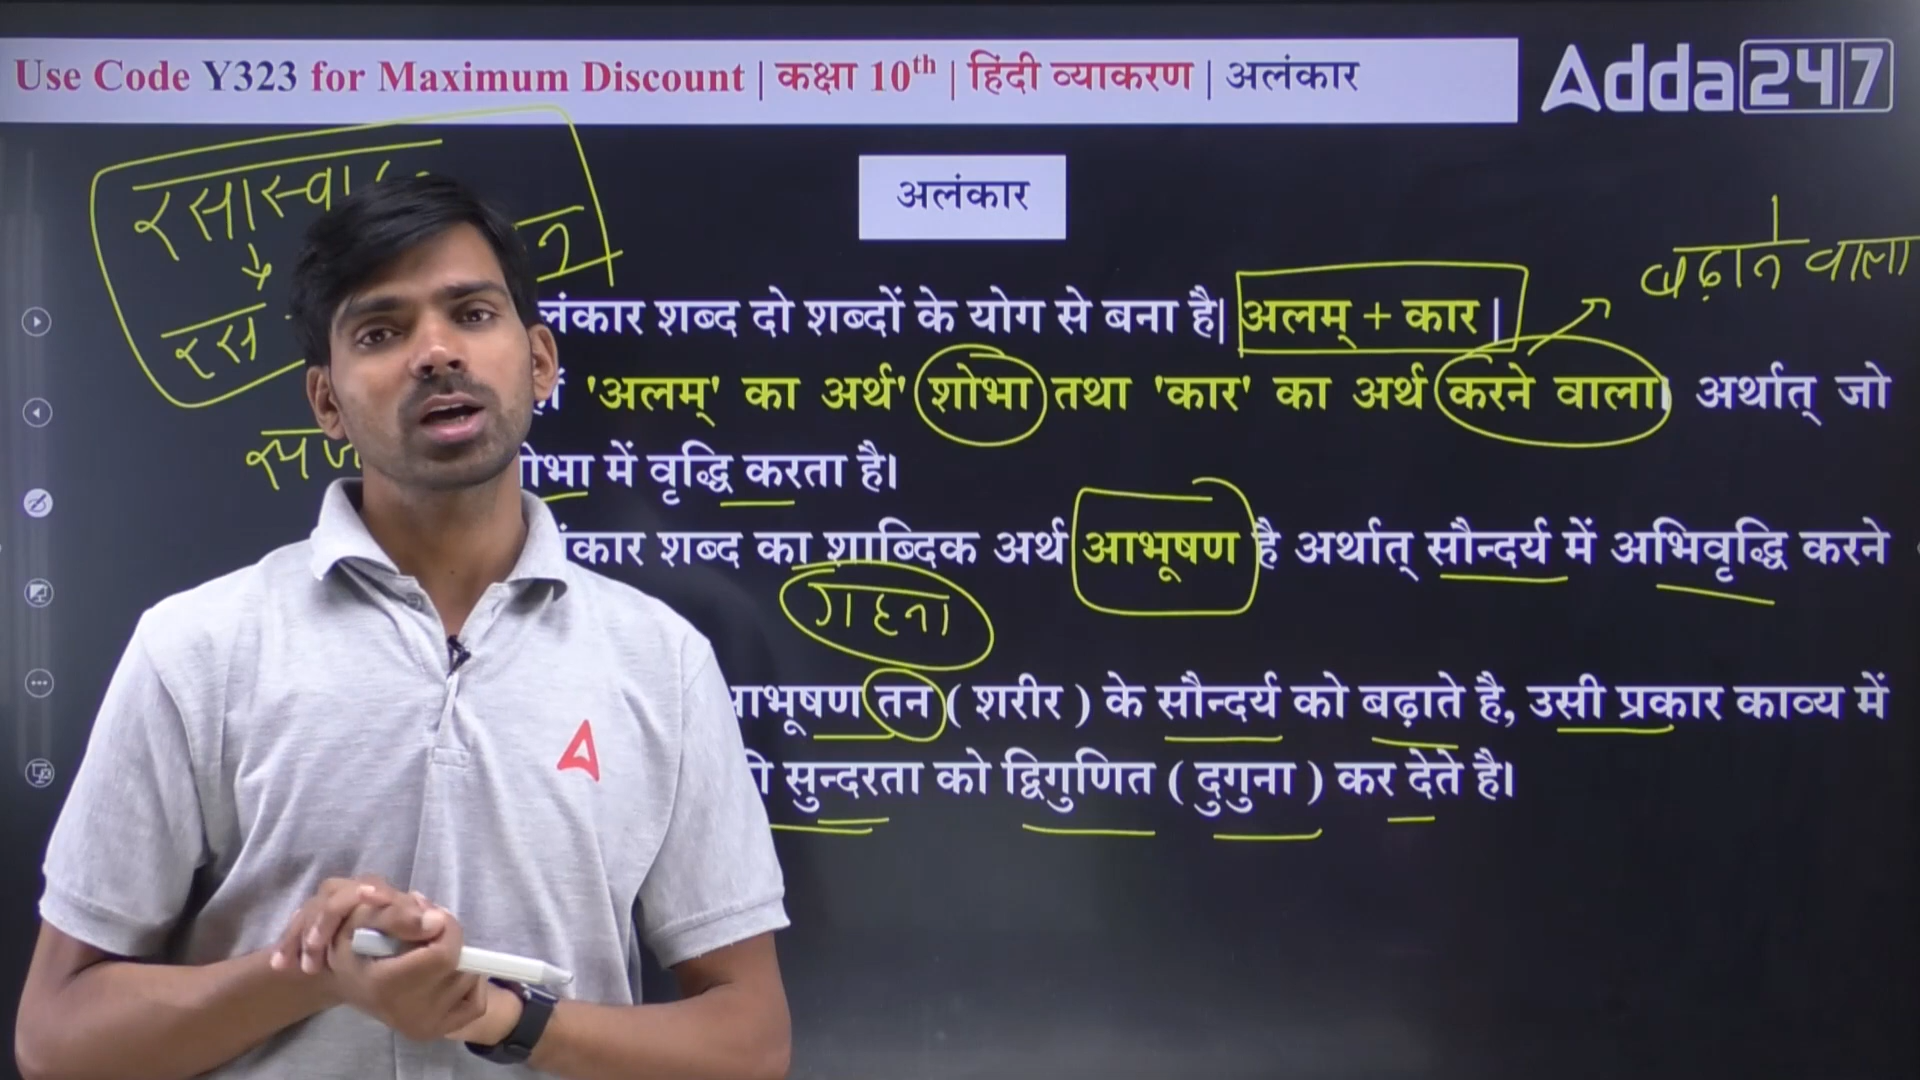 Use Code Y323 for Maximum Discount | कक्षा 10th | हिंदी व्याकरण | अलंकार
Adda247
अलंकार
बढ़ाने वाला
लंकार शब्द दो शब्दों के योग से बना है| अलम् + कार |
रस
'अलम्' का अर्थ' शोभा तथा 'कार' का अर्थ करने वाला। अर्थात् जो
में वृद्धि करता है।
शब्द का शाब्दिक अर्थ आभूषण है अर्थात् सौन्दर्य में अभिवृद्धि करने
गहना
आभूषण तन ( शरीर ) के सौन्दर्य को बढ़ाते है, उसी प्रकार काव्य में
सुन्दरता को द्विगुणित ( दुगुना ) कर देते है।